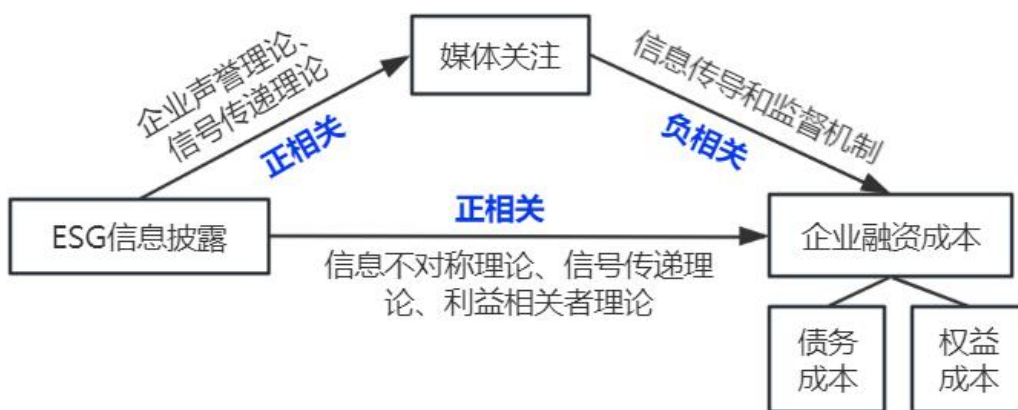 媒体关注
企业声誉理论、
信号传递理论
正相关
信息传导和监督机制
负相关
ESG信息披露
正相关
信息不对称理论、信号传递理
论、利益相关者理论
企业融资成本
债务
成本
权益
成本